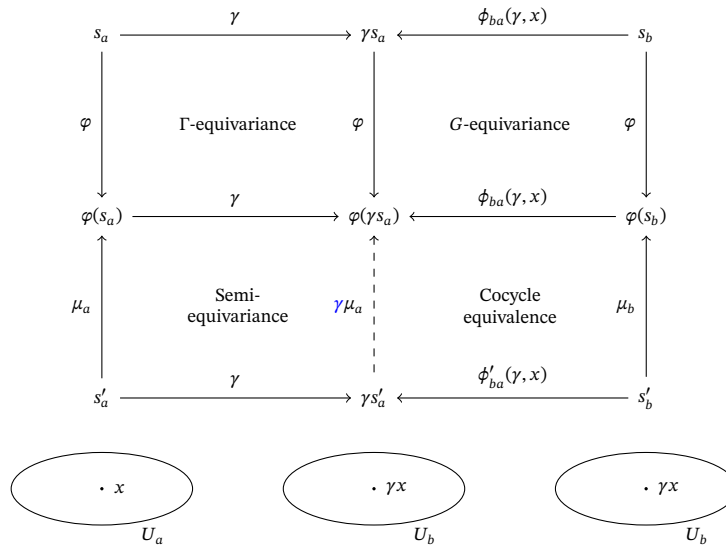 γ ϕ_ba(γ, x)
s_a γs_a s_b
φ Γ-equivariance φ G-equivariance φ
γ ϕ_ba(γ, x)
φ(s_a) φ(γs_a) φ(s_b)
μ_a Semi-equivariance γμ_a Cocycle equivalence μ_b
γ ϕ′_ba(γ, x)
s′_a γs′_a s′_b
x γx γx
U_a U_b U_b